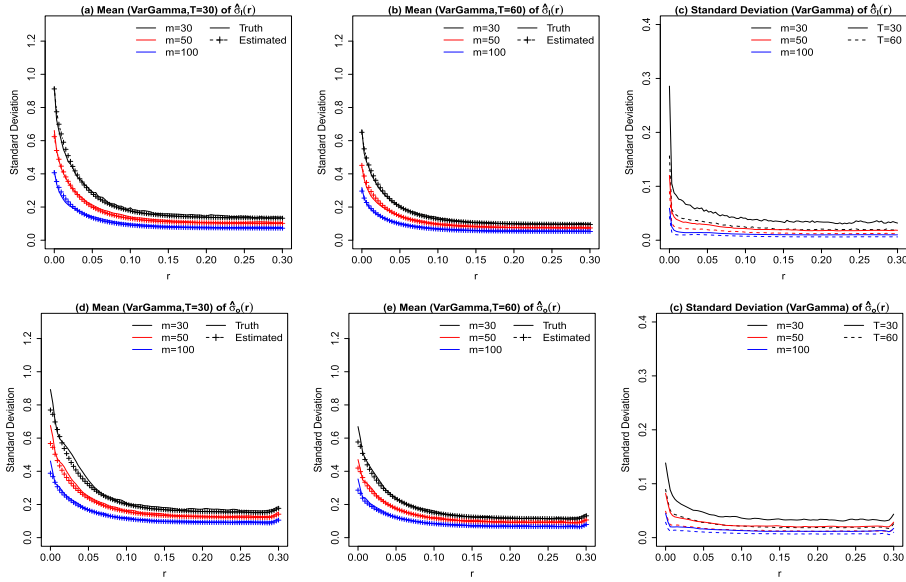 (a) Mean (VarGamma,T=30) of σ̂ᵢ(r)
m=30 Truth
m=50 Estimated
m=100
Standard Deviation
0.0 0.2 0.4 0.6 0.8 1.0 1.2
0.00 0.05 0.10 0.15 0.20 0.25 0.30
r
(b) Mean (VarGamma,T=60) of σ̂ᵢ(r)
m=30 Truth
m=50 Estimated
m=100
Standard Deviation
0.0 0.2 0.4 0.6 0.8 1.0 1.2
0.00 0.05 0.10 0.15 0.20 0.25 0.30
r
(c) Standard Deviation (VarGamma) of σ̂ᵢ(r)
m=30 T=30
m=50 T=60
m=100
Standard Deviation
0.0 0.1 0.2 0.3 0.4
0.00 0.05 0.10 0.15 0.20 0.25 0.30
r
(d) Mean (VarGamma,T=30) of σ̂ₒ(r)
m=30 Truth
m=50 Estimated
m=100
Standard Deviation
0.0 0.2 0.4 0.6 0.8 1.0 1.2
0.00 0.05 0.10 0.15 0.20 0.25 0.30
r
(e) Mean (VarGamma,T=60) of σ̂ₒ(r)
m=30 Truth
m=50 Estimated
m=100
Standard Deviation
0.0 0.2 0.4 0.6 0.8 1.0 1.2
0.00 0.05 0.10 0.15 0.20 0.25 0.30
r
(c) Standard Deviation (VarGamma) of σ̂ₒ(r)
m=30 T=30
m=50 T=60
m=100
Standard Deviation
0.0 0.1 0.2 0.3 0.4
0.00 0.05 0.10 0.15 0.20 0.25 0.30
r